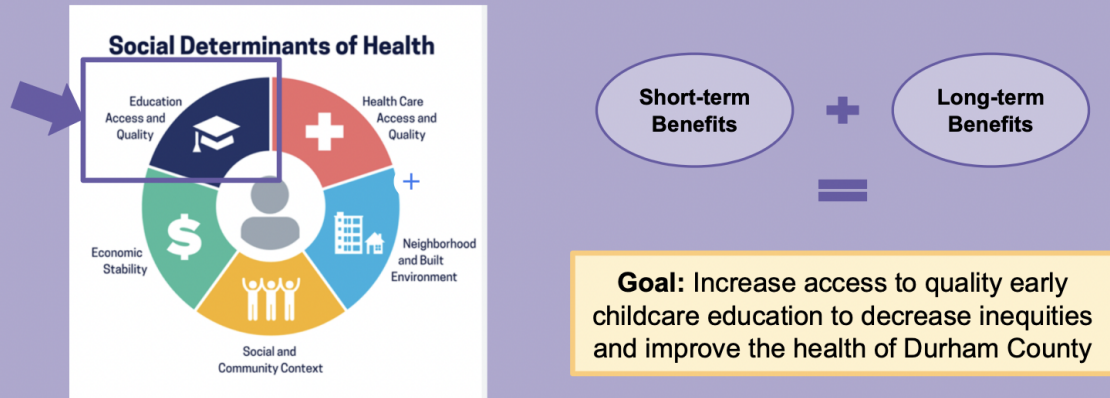 Social Determinants of Health
Education
Access and
Quality
Health Care
Access and
Quality
Economic
Stability
Neighborhood
and Built
Environment
Social and
Community Context
Short-term
Benefits
+
Long-term
Benefits
=
Goal: Increase access to quality early
childcare education to decrease inequities
and improve the health of Durham County